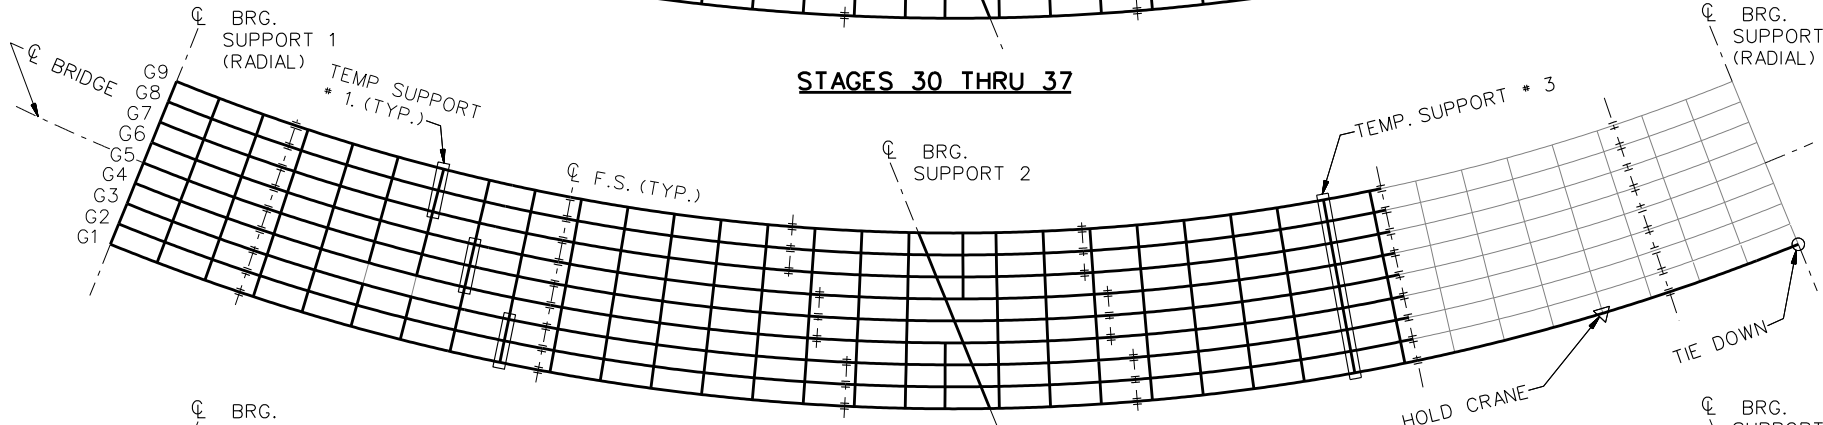 ℄ BRG.
SUPPORT 1
(RADIAL)
℄ BRIDGE
G9
G8
G7
G6
G5
G4
G3
G2
G1
TEMP SUPPORT
* 1. (TYP.)
℄ F.S. (TYP.)
STAGES 30 THRU 37
℄ BRG.
SUPPORT 2
TEMP. SUPPORT * 3
℄ BRG.
SUPPORT
(RADIAL)
TIE DOWN
HOLD CRANE
℄ BRG.
℄ BRG.